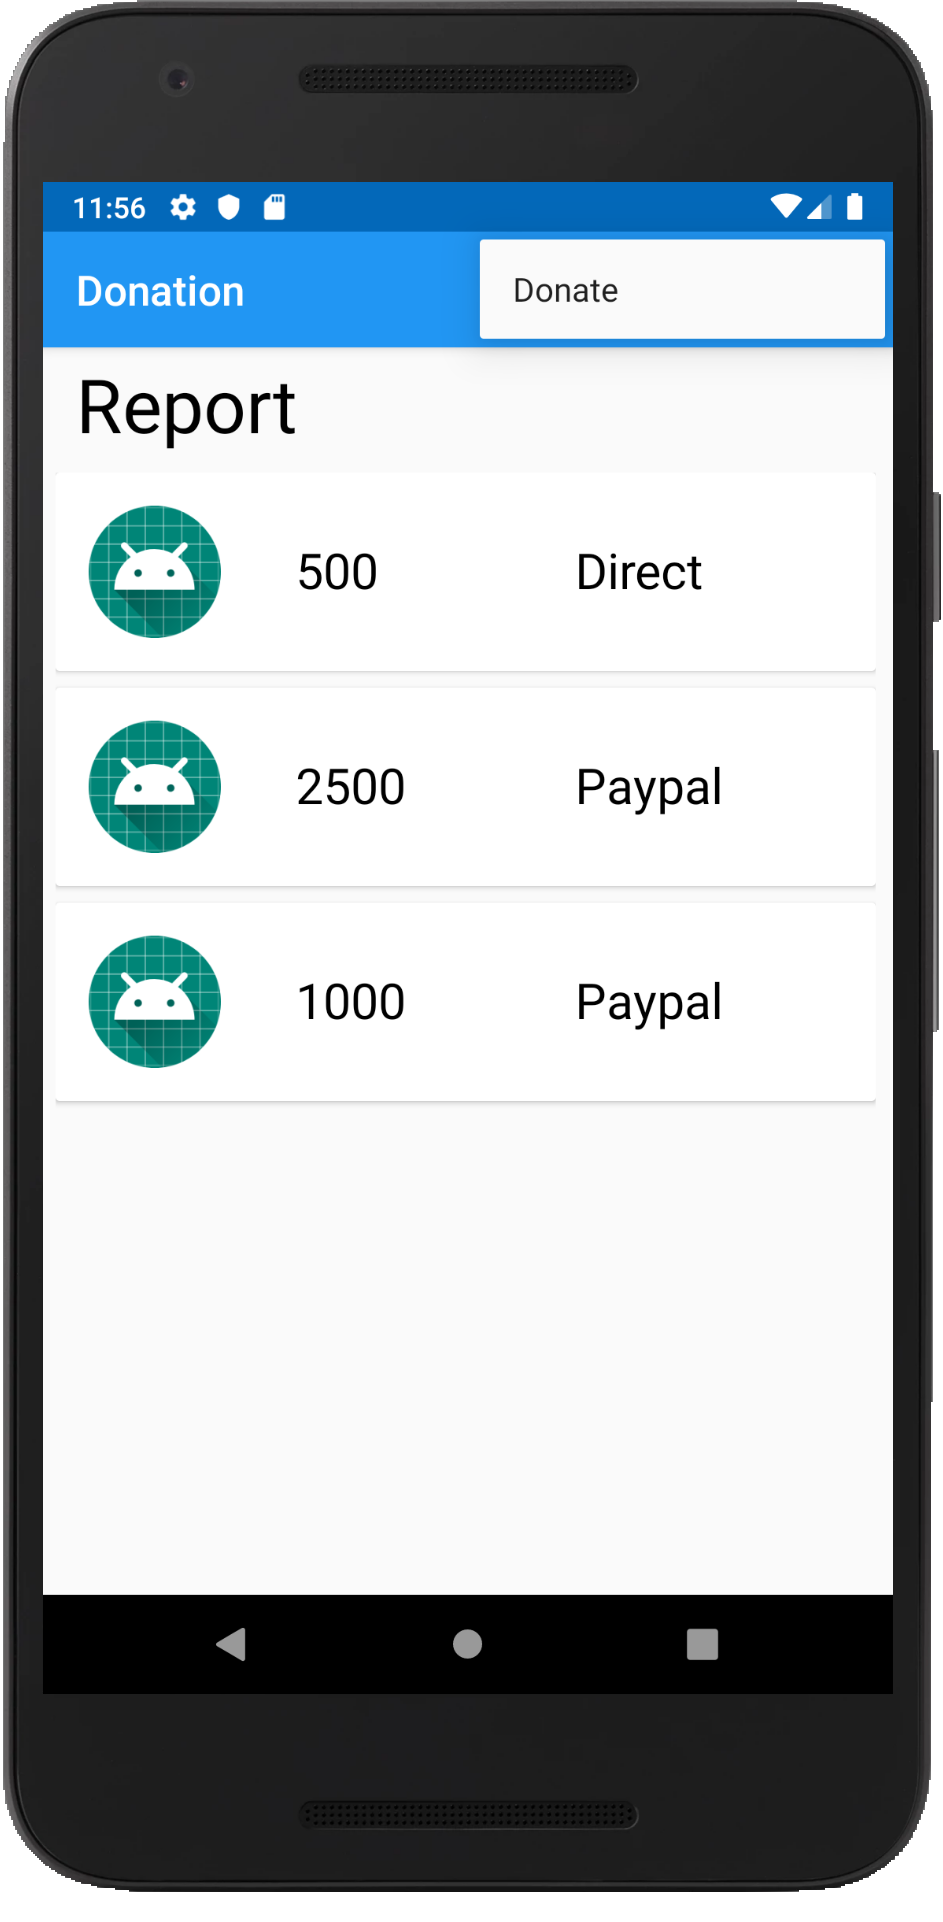 11:56
Donation
Donate
Report
500 Direct
2500 Paypal
1000 Paypal